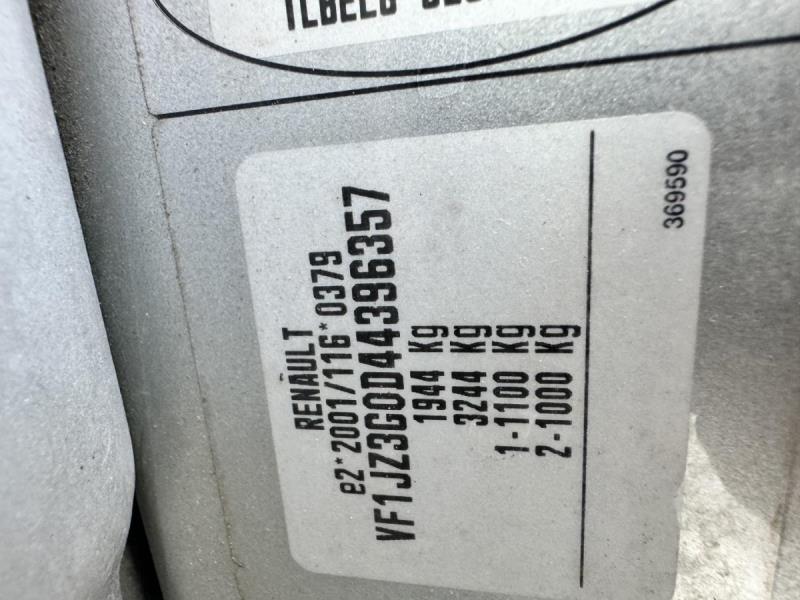 RENAULT
e2*2001/116*0379
VF1JZ3G0D44396357
1944 Kg
3244 Kg
1-1100 Kg
2-1000 Kg
369590